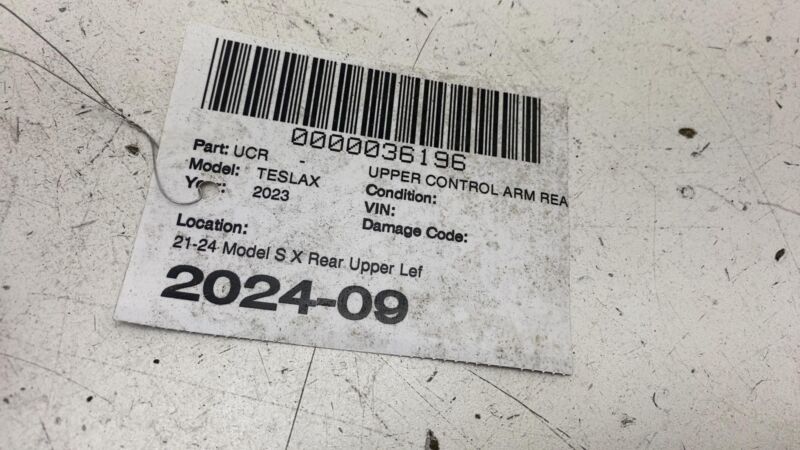 0000036196
Part: UCR - UPPER CONTROL ARM REA
Model: TESLAX Condition:
Year: 2023 VIN:
Damage Code:
Location:
21-24 Model S X Rear Upper Lef
2024-09